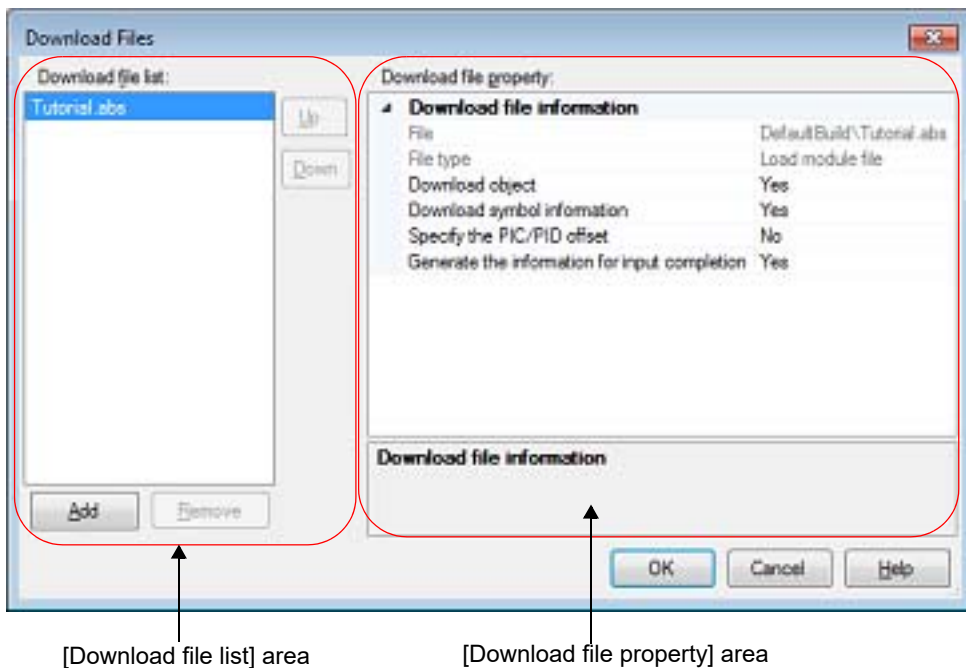 Download Files
Download file list:
Tutorial.abs
Up
Down
Add
Remove
Download file property:
Download file information
File DefaultBuild\Tutorial.abs
File type Load module file
Download object Yes
Download symbol information Yes
Specify the PIC/PID offset No
Generate the information for input completion Yes
Download file information
OK
Cancel
Help
[Download file list] area
[Download file property] area